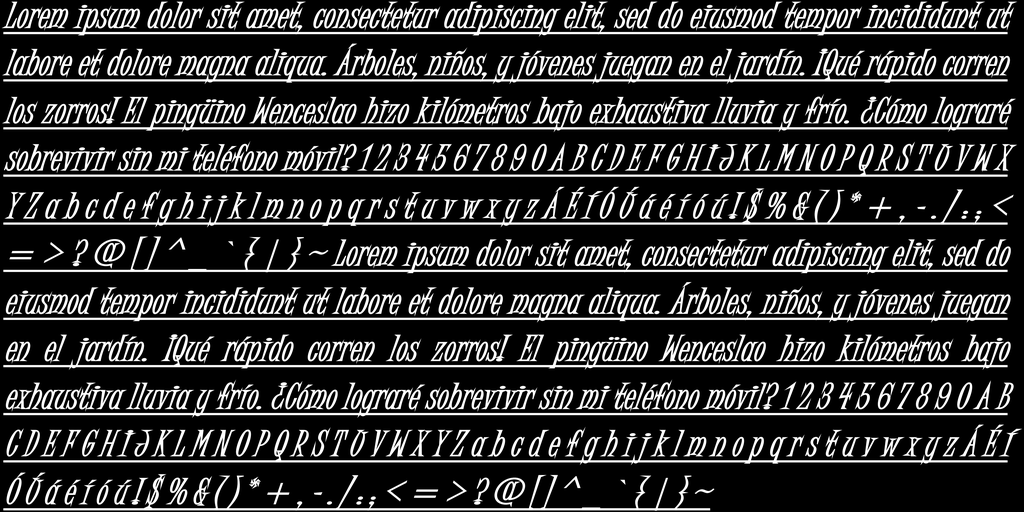 Lorem ipsum dolor sit amet, consectetur adipiscing elit, sed do eiusmod tempor incididunt ut
labore et dolore magna aliqua. Árboles, niños, y jóvenes juegan en el jardín. ¡Qué rápido corren
los zorros! El pingüino Wenceslao hizo kilómetros bajo exhaustiva lluvia y frío. ¿Cómo lograré
sobrevivir sin mi teléfono móvil? 1 2 3 4 5 6 7 8 9 0 A B C D E F G H I J K L M N O P Q R S T U V W X
Y Z a b c d e f g h i j k l m n o p q r s t u v w x y z Á É Í Ó Ú á é í ó ú ! $ % & ( ) * + , - . / : ; <
= > ? @ [ ] ^ _ ` { | } ~ Lorem ipsum dolor sit amet, consectetur adipiscing elit, sed do
eiusmod tempor incididunt ut labore et dolore magna aliqua. Árboles, niños, y jóvenes juegan
en el jardín. ¡Qué rápido corren los zorros! El pingüino Wenceslao hizo kilómetros bajo
exhaustiva lluvia y frío. ¿Cómo lograré sobrevivir sin mi teléfono móvil? 1 2 3 4 5 6 7 8 9 0 A B
C D E F G H I J K L M N O P Q R S T U V W X Y Z a b c d e f g h i j k l m n o p q r s t u v w x y z Á É Í
Ó Ú á é í ó ú ! $ % & ( ) * + , - . / : ; < = > ? @ [ ] ^ _ ` { | } ~